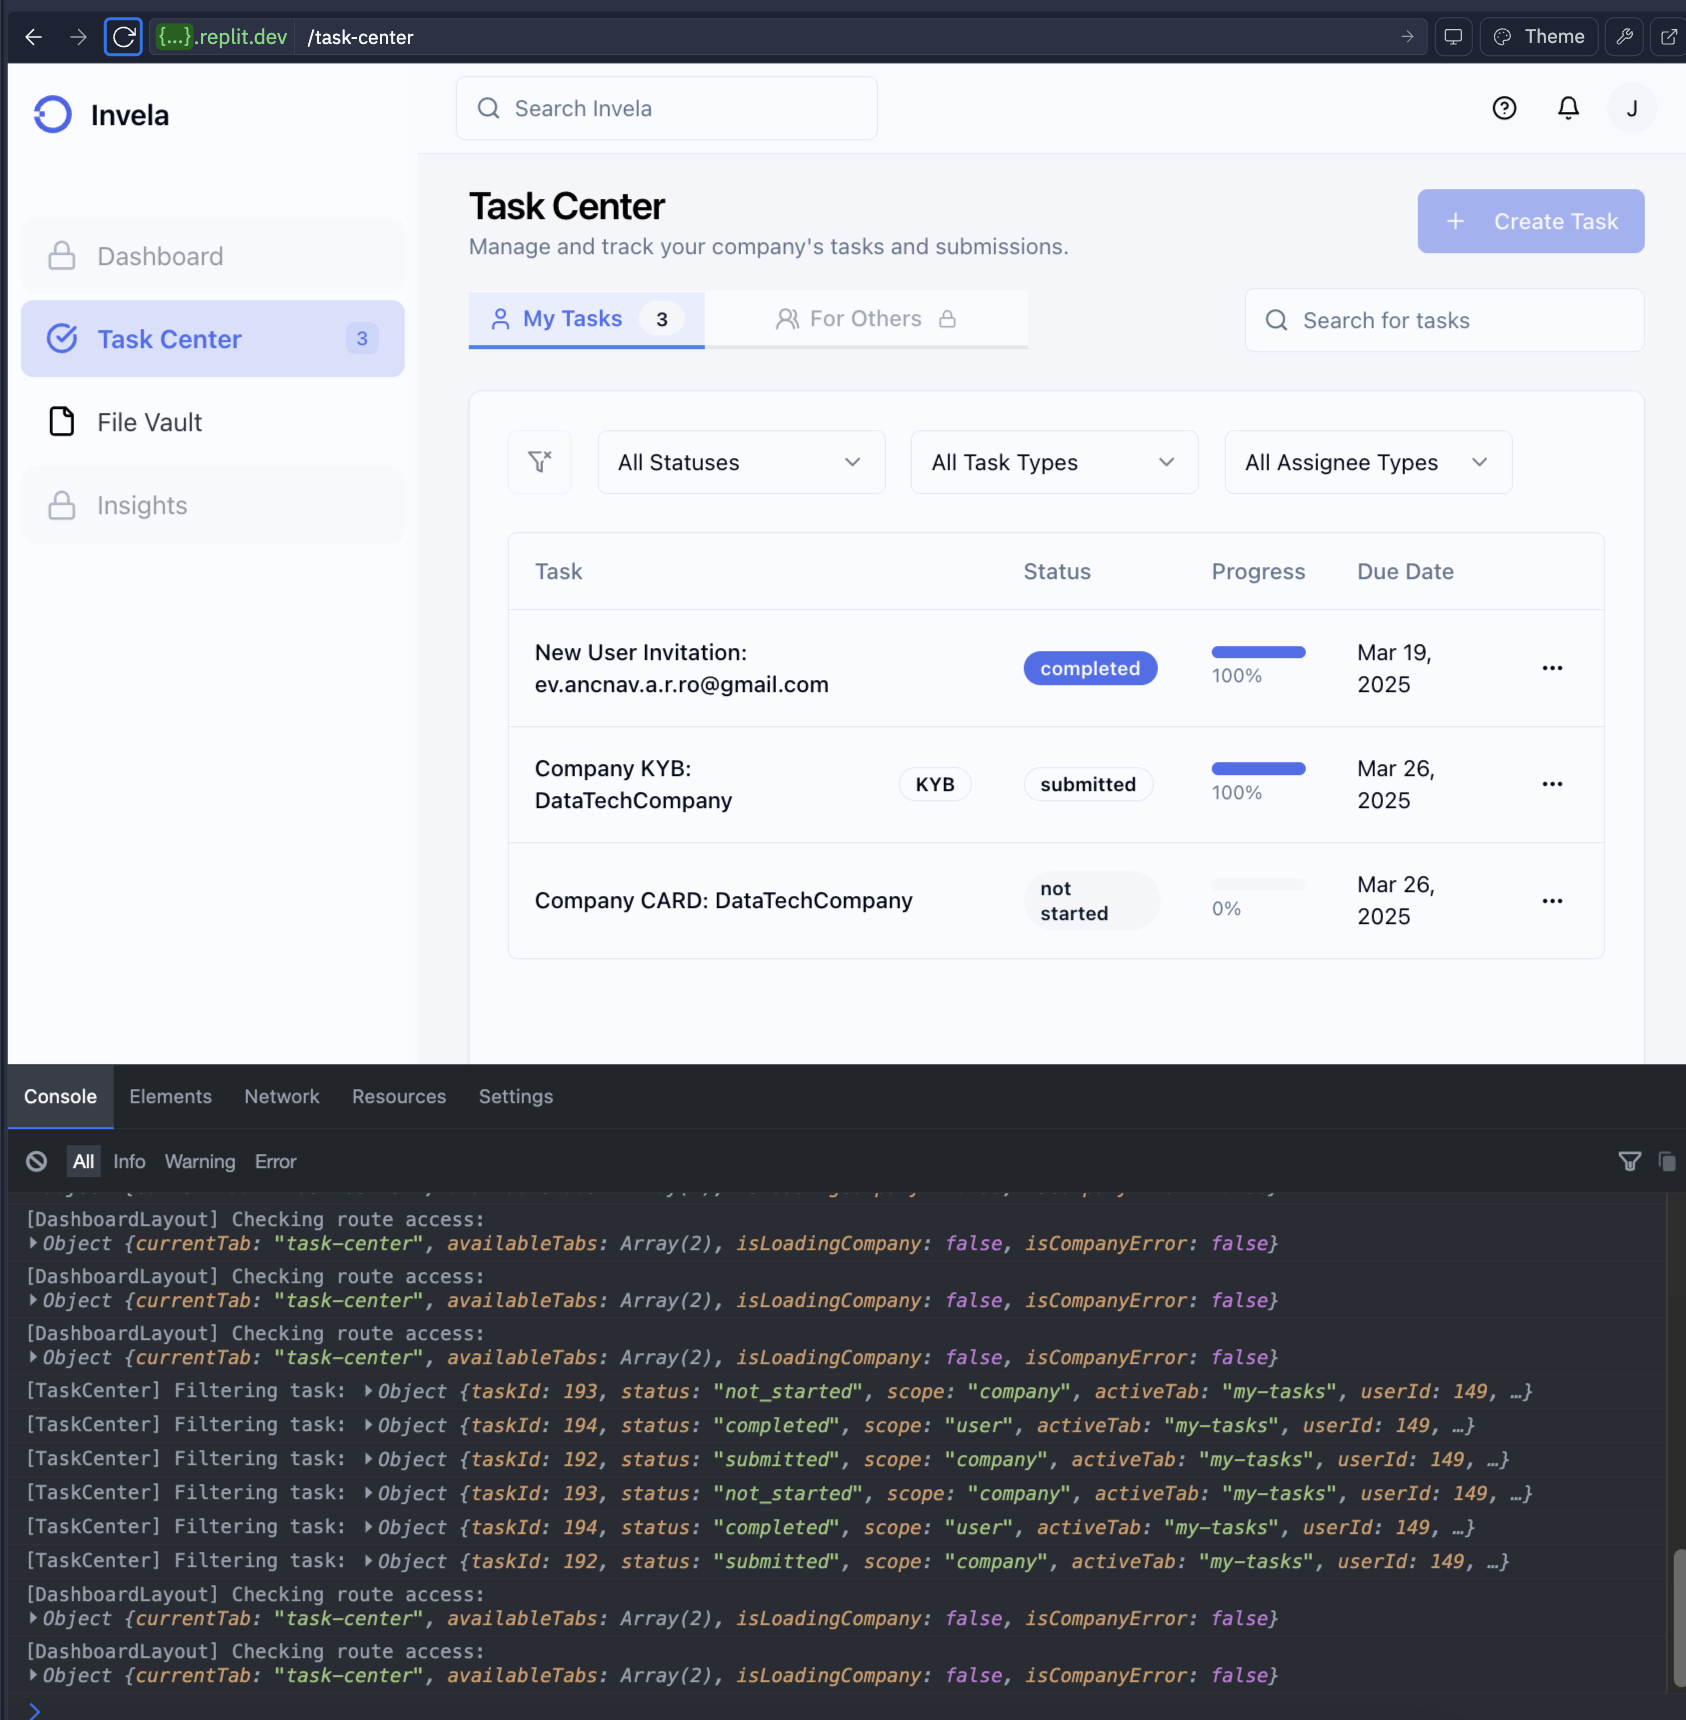 {...}.replit.dev /task-center
Theme
Invela
Search Invela
J
Dashboard
Task Center 3
File Vault
Insights
Task Center
Manage and track your company's tasks and submissions.
+ Create Task
My Tasks 3
For Others
Search for tasks
All Statuses
All Task Types
All Assignee Types
Task Status Progress Due Date
New User Invitation:
ev.ancnav.a.r.ro@gmail.com
completed
100%
Mar 19,
2025
Company KYB:
DataTechCompany
KYB
submitted
100%
Mar 26,
2025
Company CARD: DataTechCompany
not
started
0%
Mar 26,
2025
Console Elements Network Resources Settings
All Info Warning Error
[DashboardLayout] Checking route access:
Object {currentTab: "task-center", availableTabs: Array(2), isLoadingCompany: false, isCompanyError: false}
[DashboardLayout] Checking route access:
Object {currentTab: "task-center", availableTabs: Array(2), isLoadingCompany: false, isCompanyError: false}
[DashboardLayout] Checking route access:
Object {currentTab: "task-center", availableTabs: Array(2), isLoadingCompany: false, isCompanyError: false}
[TaskCenter] Filtering task: Object {taskId: 193, status: "not_started", scope: "company", activeTab: "my-tasks", userId: 149, …}
[TaskCenter] Filtering task: Object {taskId: 194, status: "completed", scope: "user", activeTab: "my-tasks", userId: 149, …}
[TaskCenter] Filtering task: Object {taskId: 192, status: "submitted", scope: "company", activeTab: "my-tasks", userId: 149, …}
[TaskCenter] Filtering task: Object {taskId: 193, status: "not_started", scope: "company", activeTab: "my-tasks", userId: 149, …}
[TaskCenter] Filtering task: Object {taskId: 194, status: "completed", scope: "user", activeTab: "my-tasks", userId: 149, …}
[TaskCenter] Filtering task: Object {taskId: 192, status: "submitted", scope: "company", activeTab: "my-tasks", userId: 149, …}
[DashboardLayout] Checking route access:
Object {currentTab: "task-center", availableTabs: Array(2), isLoadingCompany: false, isCompanyError: false}
[DashboardLayout] Checking route access:
Object {currentTab: "task-center", availableTabs: Array(2), isLoadingCompany: false, isCompanyError: false}